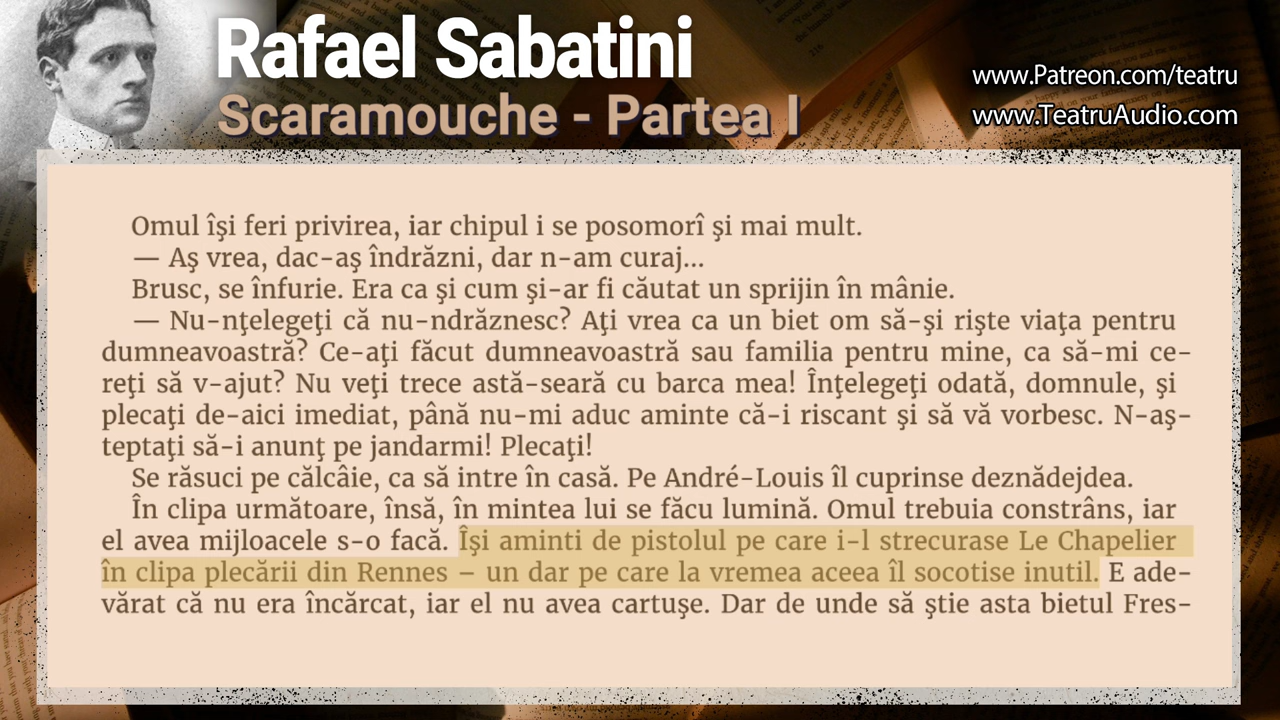 Rafael Sabatini
Scaramouche - Partea I
www.Patreon.com/teatru
www.TeatruAudio.com
Omul îşi feri privirea, iar chipul i se posomorî şi mai mult.
— Aş vrea, dac-aş îndrăzni, dar n-am curaj...
Brusc, se înfurie. Era ca şi cum şi-ar fi căutat un sprijin în mânie.
— Nu-nţelegeţi că nu-ndrăznesc? Aţi vrea ca un biet om să-şi rişte viaţa pentru
dumneavoastră? Ce-aţi făcut dumneavoastră sau familia pentru mine, ca să-mi ce-
reţi să v-ajut? Nu veţi trece astă-seară cu barca mea! Înţelegeţi odată, domnule, şi
plecaţi de-aici imediat, până nu-mi aduc aminte că-i riscant şi să vă vorbesc. N-aş-
teptaţi să-i anunţ pe jandarmi! Plecaţi!
Se răsuci pe călcâie, ca să intre în casă. Pe André-Louis îl cuprinse deznădejdea.
În clipa următoare, însă, în mintea lui se făcu lumină. Omul trebuia constrâns, iar
el avea mijloacele s-o facă. Îşi aminti de pistolul pe care i-l strecurase Le Chapelier
în clipa plecării din Rennes – un dar pe care la vremea aceea îl socotise inutil. E ade-
vărat că nu era încărcat, iar el nu avea cartuşe. Dar de unde să ştie asta bietul Fres-